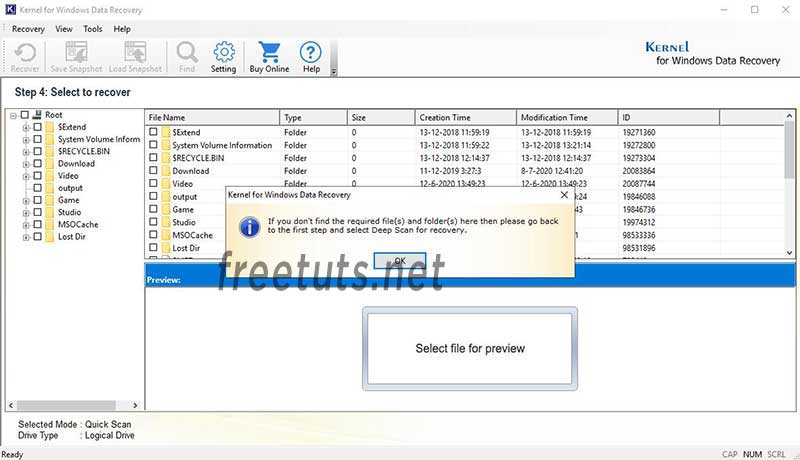 Kernel for Windows Data Recovery
Recovery View Tools Help
Recover Save Snapshot Load Snapshot Find Setting Buy Online Help
KERNEL
for Windows Data Recovery
Step 4: Select to recover
Root
$Extend
System Volume Inform
$RECYCLE.BIN
Download
Video
output
Game
Studio
MSOCache
Lost Dir
File Name Type Size Creation Time Modification Time ID
$Extend Folder 0 13-12-2018 11:59:19 13-12-2018 11:59:19 19271360
System Volume Information Folder 0 13-12-2018 11:59:22 13-12-2018 13:21:14 19272800
$RECYCLE.BIN Folder 0 13-12-2018 12:14:37 13-12-2018 12:14:37 19273304
Download Folder 0 11-12-2019 3:27:3 8-7-2020 12:41:20 20083864
Video Folder 0 12-6-2020 13:49:23 12-6-2020 13:49:23 20087744
output 19846088
Game 19846736
Studio 19974312
MSOCache 98531408
Lost Dir 98531896
Kernel for Windows Data Recovery
If you don't find the required file(s) and folder(s) here then please go back
to the first step and select Deep Scan for recovery.
OK
freetuts.net
Preview:
Select file for preview
Selected Mode : Quick Scan
Drive Type : Logical Drive
Ready CAP NUM SCRL